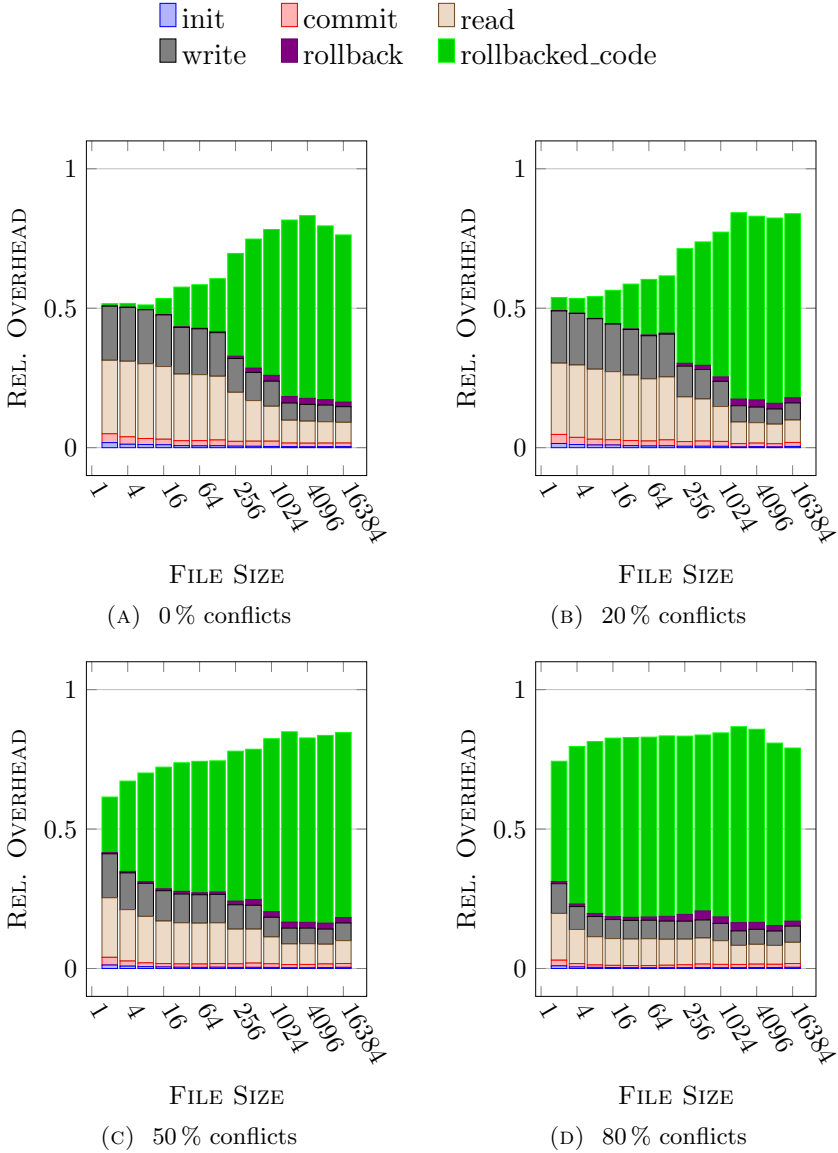 init commit read
write rollback rollbacked_code
1
0.5
0
REL. OVERHEAD
1 4 16 64 256 1024 4096 16384
FILE SIZE
(A) 0 % conflicts
1
0.5
0
REL. OVERHEAD
1 4 16 64 256 1024 4096 16384
FILE SIZE
(B) 20 % conflicts
1
0.5
0
REL. OVERHEAD
1 4 16 64 256 1024 4096 16384
FILE SIZE
(C) 50 % conflicts
1
0.5
0
REL. OVERHEAD
1 4 16 64 256 1024 4096 16384
FILE SIZE
(D) 80 % conflicts